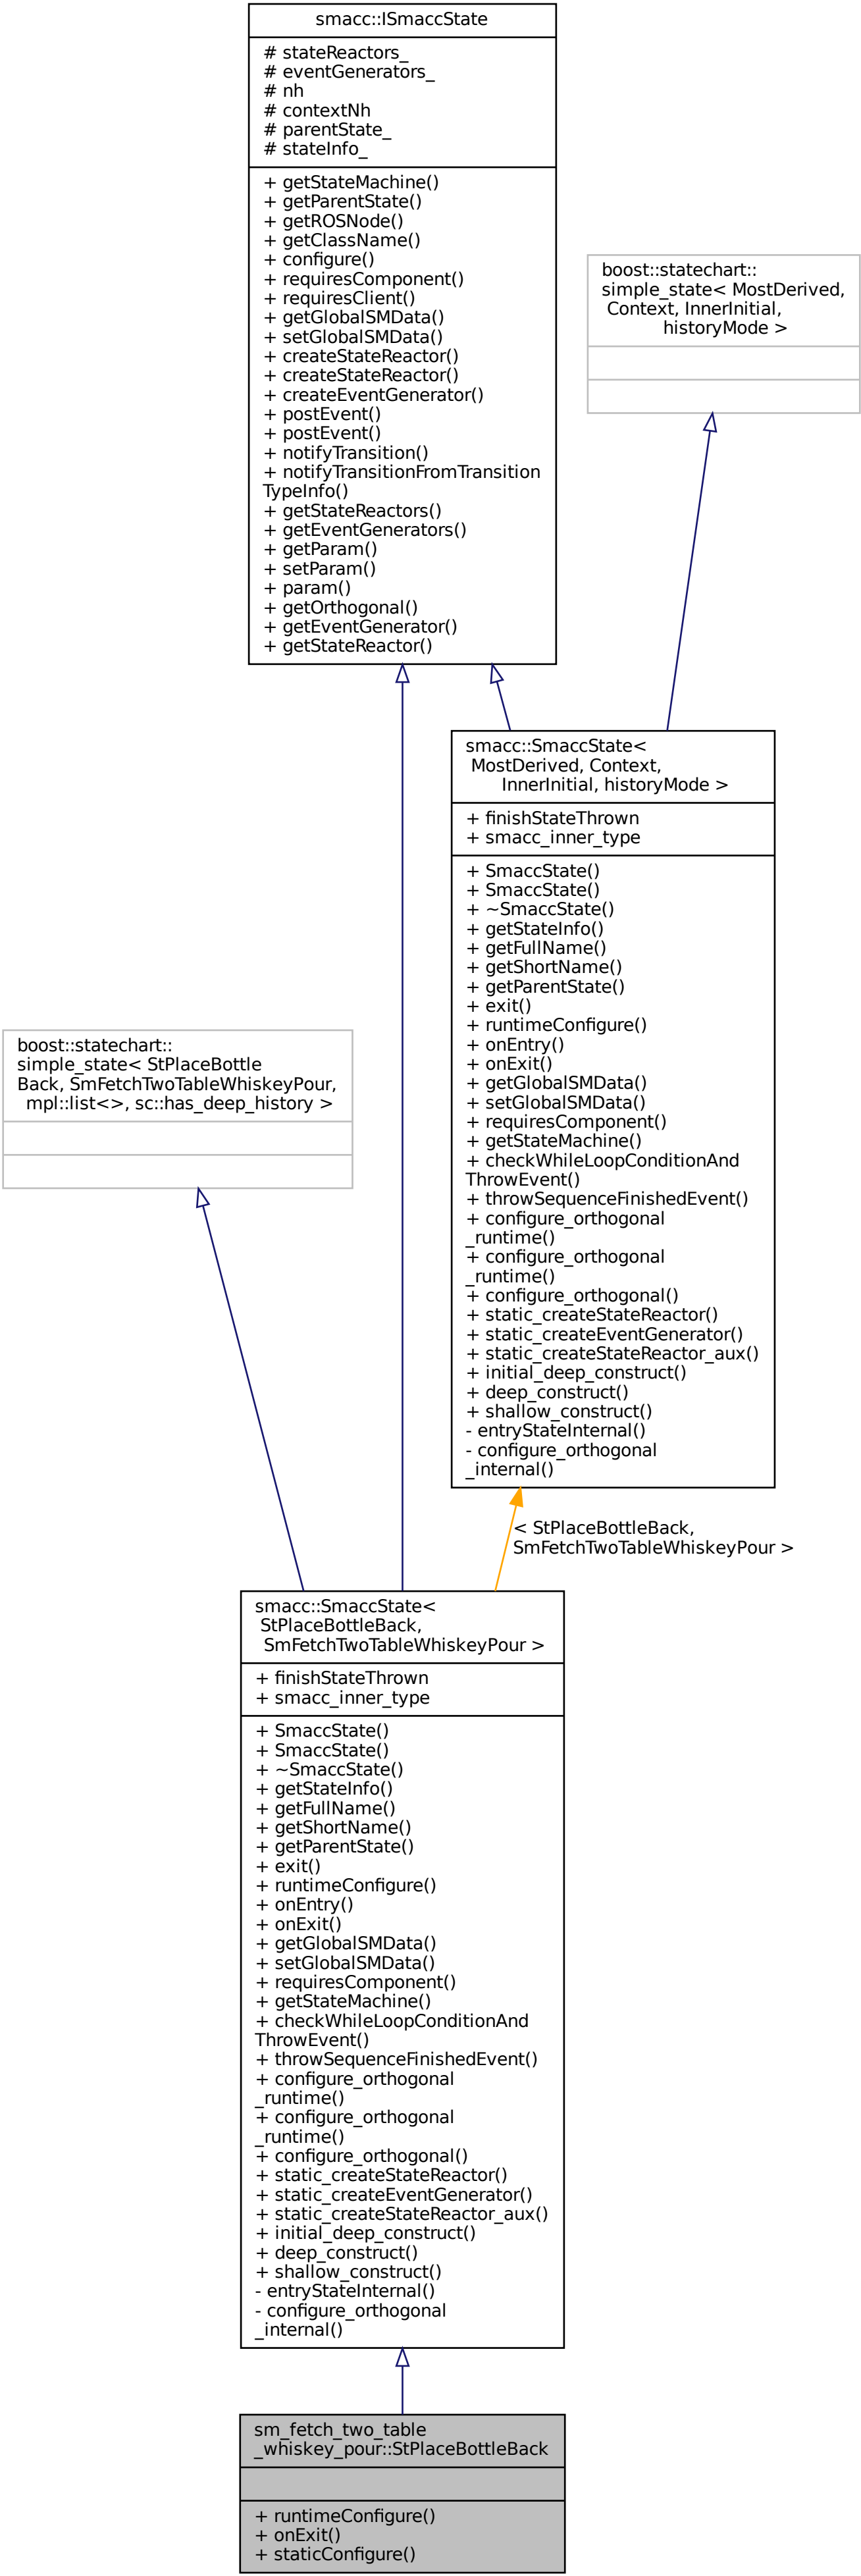 smacc::ISmaccState
# stateReactors_
# eventGenerators_
# nh
# contextNh
# parentState_
# stateInfo_
+ getStateMachine()
+ getParentState()
+ getROSNode()
+ getClassName()
+ configure()
+ requiresComponent()
+ requiresClient()
+ getGlobalSMData()
+ setGlobalSMData()
+ createStateReactor()
+ createStateReactor()
+ createEventGenerator()
+ postEvent()
+ postEvent()
+ notifyTransition()
+ notifyTransitionFromTransition
TypeInfo()
+ getStateReactors()
+ getEventGenerators()
+ getParam()
+ setParam()
+ param()
+ getOrthogonal()
+ getEventGenerator()
+ getStateReactor()
boost::statechart::
simple_state< MostDerived,
Context, InnerInitial,
historyMode >
smacc::SmaccState<
MostDerived, Context,
InnerInitial, historyMode >
+ finishStateThrown
+ smacc_inner_type
+ SmaccState()
+ SmaccState()
+ ~SmaccState()
+ getStateInfo()
+ getFullName()
+ getShortName()
+ getParentState()
+ exit()
+ runtimeConfigure()
+ onEntry()
+ onExit()
+ getGlobalSMData()
+ setGlobalSMData()
+ requiresComponent()
+ getStateMachine()
+ checkWhileLoopConditionAnd
ThrowEvent()
+ throwSequenceFinishedEvent()
+ configure_orthogonal
_runtime()
+ configure_orthogonal
_runtime()
+ configure_orthogonal()
+ static_createStateReactor()
+ static_createEventGenerator()
+ static_createStateReactor_aux()
+ initial_deep_construct()
+ deep_construct()
+ shallow_construct()
- entryStateInternal()
- configure_orthogonal
_internal()
boost::statechart::
simple_state< StPlaceBottle
Back, SmFetchTwoTableWhiskeyPour,
mpl::list<>, sc::has_deep_history >
< StPlaceBottleBack,
SmFetchTwoTableWhiskeyPour >
smacc::SmaccState<
StPlaceBottleBack,
SmFetchTwoTableWhiskeyPour >
+ finishStateThrown
+ smacc_inner_type
+ SmaccState()
+ SmaccState()
+ ~SmaccState()
+ getStateInfo()
+ getFullName()
+ getShortName()
+ getParentState()
+ exit()
+ runtimeConfigure()
+ onEntry()
+ onExit()
+ getGlobalSMData()
+ setGlobalSMData()
+ requiresComponent()
+ getStateMachine()
+ checkWhileLoopConditionAnd
ThrowEvent()
+ throwSequenceFinishedEvent()
+ configure_orthogonal
_runtime()
+ configure_orthogonal
_runtime()
+ configure_orthogonal()
+ static_createStateReactor()
+ static_createEventGenerator()
+ static_createStateReactor_aux()
+ initial_deep_construct()
+ deep_construct()
+ shallow_construct()
- entryStateInternal()
- configure_orthogonal
_internal()
sm_fetch_two_table
_whiskey_pour::StPlaceBottleBack
+ runtimeConfigure()
+ onExit()
+ staticConfigure()